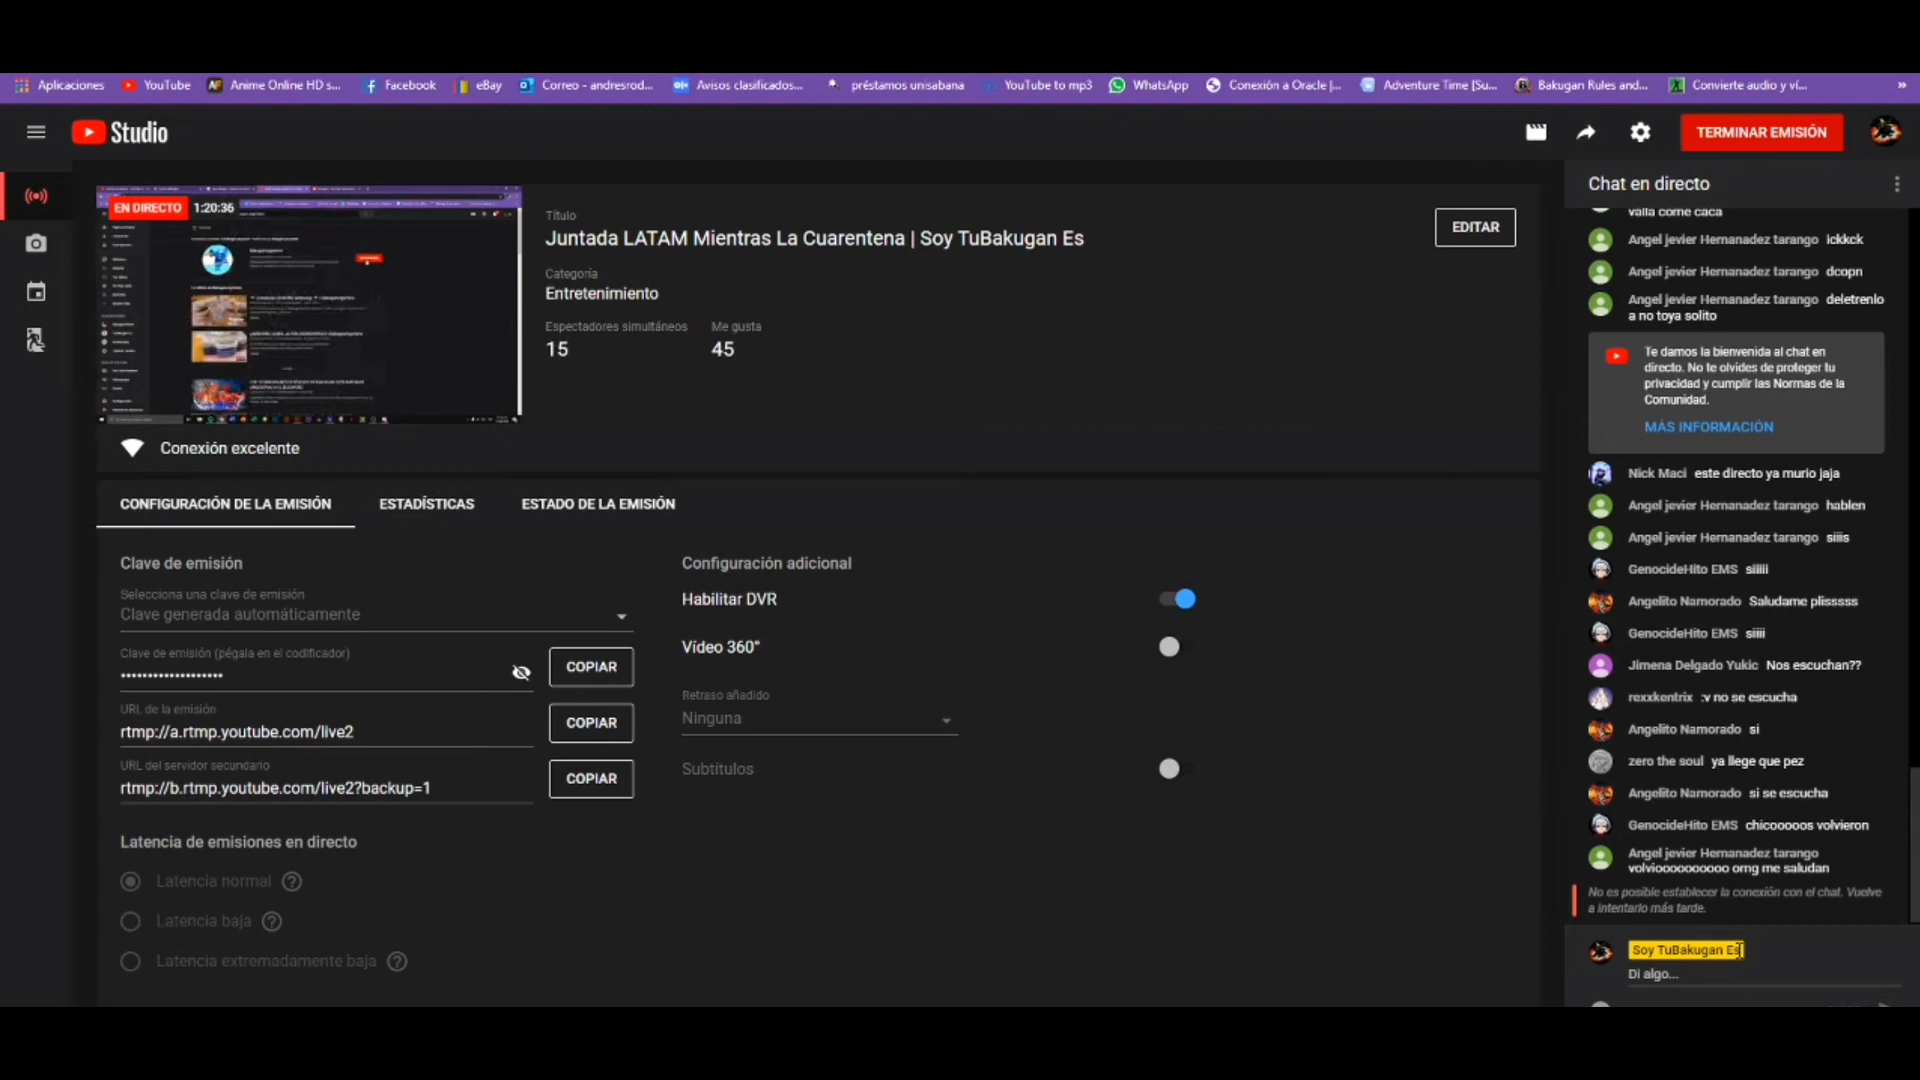 Aplicaciones YouTube Anime Online HD s... Facebook eBay Correo - andresrod... Avisos clasificados... préstamos unisabana YouTube to mp3 WhatsApp Conexión a Oracle |... Adventure Time [Su... Bakugan Rules and... Convierte audio y ví... »
Studio
TERMINAR EMISIÓN
EN DIRECTO 1:20:36
Título
Juntada LATAM Mientras La Cuarentena | Soy TuBakugan Es
EDITAR
Categoría
Entretenimiento
Espectadores simultáneos Me gusta
15 45
Conexión excelente
CONFIGURACIÓN DE LA EMISIÓN ESTADÍSTICAS ESTADO DE LA EMISIÓN
Clave de emisión
Selecciona una clave de emisión
Clave generada automáticamente
Clave de emisión (pégala en el codificador)
•••••••••••••••••••
COPIAR
URL de la emisión
rtmp://a.rtmp.youtube.com/live2
COPIAR
URL del servidor secundario
rtmp://b.rtmp.youtube.com/live2?backup=1
COPIAR
Latencia de emisiones en directo
Latencia normal
Latencia baja
Latencia extremadamente baja
Configuración adicional
Habilitar DVR
Vídeo 360°
Retraso añadido
Ninguna
Subtítulos
Chat en directo
valla come caca
Angel jevier Hernanadez tarango ickkck
Angel jevier Hernanadez tarango dcopn
Angel jevier Hernanadez tarango deletrenlo
a no toya solito
Te damos la bienvenida al chat en
directo. No te olvides de proteger tu
privacidad y cumplir las Normas de la
Comunidad.
MÁS INFORMACIÓN
Nick Maci este directo ya murio jaja
Angel jevier Hernanadez tarango hablen
Angel jevier Hernanadez tarango siiis
GenocideHito EMS siiiii
Angelito Namorado Saludame plisssss
GenocideHito EMS siiii
Jimena Delgado Yukic Nos escuchan??
rexxkentrix :v no se escucha
Angelito Namorado si
zero the soul ya llege que pez
Angelito Namorado si se escucha
GenocideHito EMS chicooooos volvieron
Angel jevier Hernanadez tarango
volvioooooooooo omg me saludan
No es posible establecer la conexión con el chat. Vuelve
a intentarlo más tarde.
Soy TuBakugan Es
Di algo...